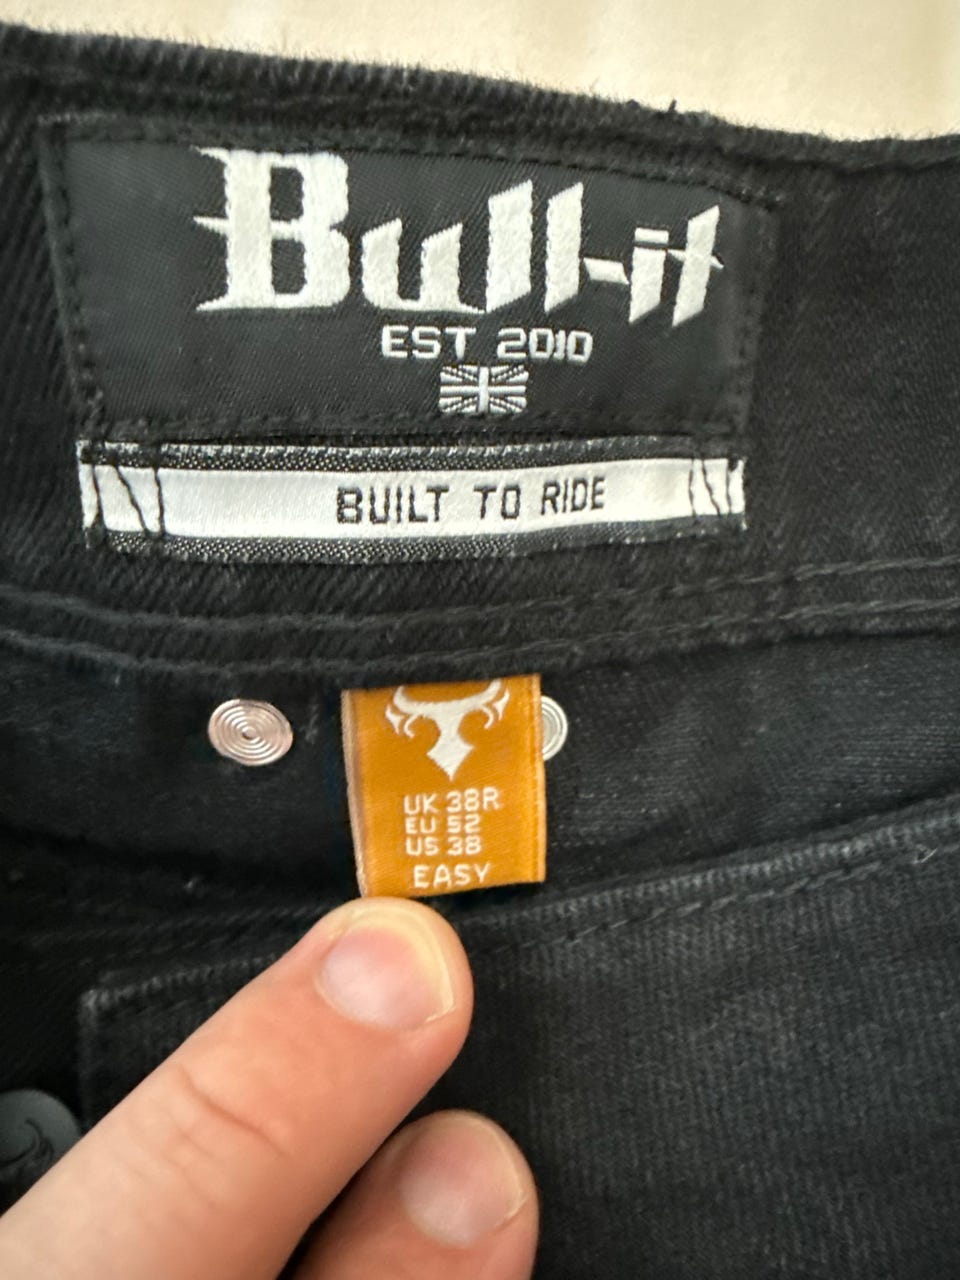 Bull-it
EST 2010
BUILT TO RIDE
UK 38R
EU 52
US 38
EASY